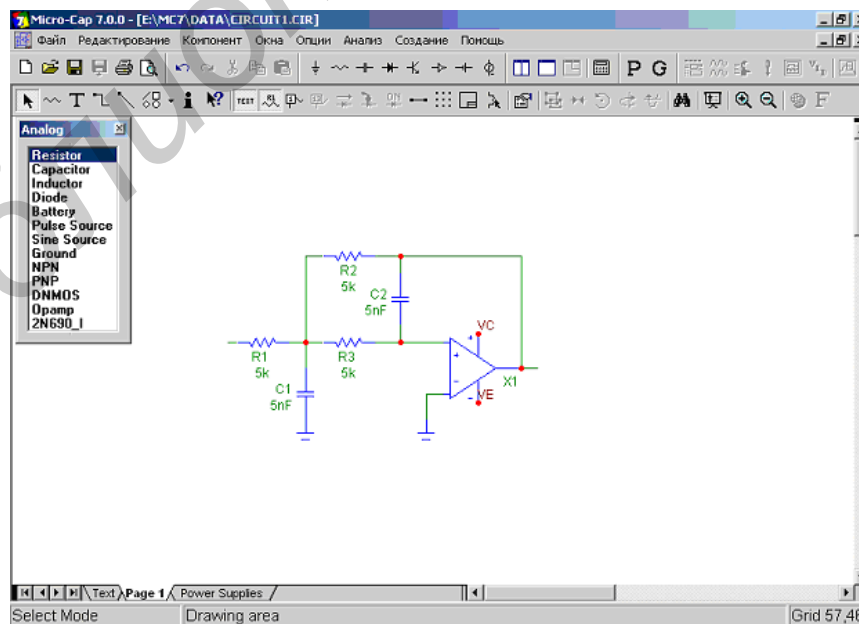 Micro-Cap 7.0.0 - [E:\MC7\DATA\CIRCUIT1.CIR]
Файл Редактирование Компонент Окна Опции Анализ Создание Помощь
P G
T TEXT F
Analog
Resistor
Capacitor
Inductor
Diode
Battery
Pulse Source
Sine Source
Ground
NPN
PNP
DNMOS
Opamp
2N690_I
R2
5k
C2
5nF
VC
R1
5k
R3
5k
C1
5nF
X1
VE
Text Page 1 Power Supplies
Select Mode Drawing area Grid 57,46